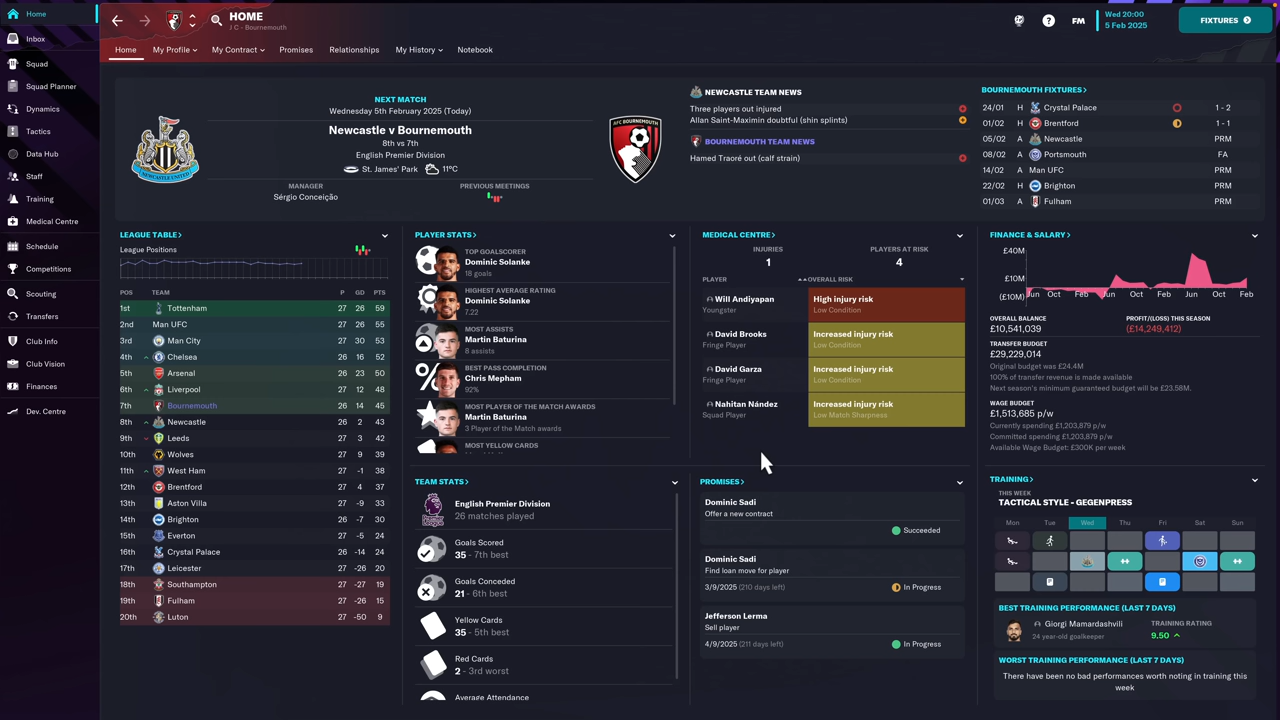 Home
Inbox
Squad
Squad Planner
Dynamics
Tactics
Data Hub
Staff
Training
Medical Centre
Schedule
Competitions
Scouting
Transfers
Club Info
Club Vision
Finances
Dev. Centre
HOME
J C - Bournemouth
FM
Wed 20:00
5 Feb 2025
FIXTURES
Home
My Profile
My Contract
Promises
Relationships
My History
Notebook
NEXT MATCH
Wednesday 5th February 2025 (Today)
Newcastle v Bournemouth
8th vs 7th
English Premier Division
St. James' Park 11°C
MANAGER
Sérgio Conceição
PREVIOUS MEETINGS
AFC BOURNEMOUTH
NEWCASTLE TEAM NEWS
Three players out injured
Allan Saint-Maximin doubtful (shin splints)
BOURNEMOUTH TEAM NEWS
Hamed Traoré out (calf strain)
BOURNEMOUTH FIXTURES>
24/01 H Crystal Palace 1 - 2
01/02 H Brentford 1 - 1
05/02 A Newcastle PRM
08/02 A Portsmouth FA
14/02 A Man UFC PRM
22/02 H Brighton PRM
01/03 A Fulham PRM
LEAGUE TABLE>
League Positions
POS TEAM P GD PTS
1st Tottenham 27 26 59
2nd Man UFC 27 26 55
3rd Man City 27 30 53
4th Chelsea 26 16 52
5th Arsenal 26 23 50
6th Liverpool 27 12 48
7th Bournemouth 26 14 45
8th Newcastle 26 2 43
9th Leeds 27 3 42
10th Wolves 27 9 39
11th West Ham 27 -1 38
12th Brentford 27 4 37
13th Aston Villa 27 -9 33
14th Brighton 26 -7 30
15th Everton 27 -5 24
16th Crystal Palace 26 -14 24
17th Leicester 27 -26 20
18th Southampton 27 -27 19
19th Fulham 27 -26 15
20th Luton 27 -50 9
PLAYER STATS>
TOP GOALSCORER
Dominic Solanke
18 goals
HIGHEST AVERAGE RATING
Dominic Solanke
7.22
MOST ASSISTS
Martin Baturina
8 assists
BEST PASS COMPLETION
Chris Mepham
92%
MOST PLAYER OF THE MATCH AWARDS
Martin Baturina
3 Player of the Match awards
MOST YELLOW CARDS
TEAM STATS>
English Premier Division
26 matches played
Goals Scored
35 - 7th best
Goals Conceded
21 - 6th best
Yellow Cards
35 - 5th best
Red Cards
2 - 3rd worst
Average Attendance
MEDICAL CENTRE>
INJURIES
1
PLAYERS AT RISK
4
PLAYER OVERALL RISK
Will Andiyapan High injury risk
Youngster Low Condition
David Brooks Increased injury risk
Fringe Player Low Condition
David Garza Increased injury risk
Fringe Player Low Condition
Nahitan Nández Increased injury risk
Squad Player Low Match Sharpness
PROMISES>
Dominic Sadi
Offer a new contract
Succeeded
Dominic Sadi
Find loan move for player
3/9/2025 (210 days left) In Progress
Jefferson Lerma
Sell player
4/9/2025 (211 days left) In Progress
FINANCE & SALARY>
£40M
£10M
(£10M)
Jun Oct Feb Jun Oct Feb Jun Oct Feb
OVERALL BALANCE
£10,541,039
PROFIT/(LOSS) THIS SEASON
(£14,249,412)
TRANSFER BUDGET
£29,229,014
Original budget was £24.4M
100% of transfer revenue is made available
Next season's minimum guaranteed budget will be £23.58M.
WAGE BUDGET
£1,513,685 p/w
Currently spending £1,203,879 p/w
Committed spending £1,203,879 p/w
Available Wage Budget: £300K per week
TRAINING>
THIS WEEK
TACTICAL STYLE - GEGENPRESS
Mon Tue Wed Thu Fri Sat Sun
BEST TRAINING PERFORMANCE (LAST 7 DAYS)
Giorgi Mamardashvili
24 year-old goalkeeper
TRAINING RATING
9.50
WORST TRAINING PERFORMANCE (LAST 7 DAYS)
There have been no bad performances worth noting in training this
week